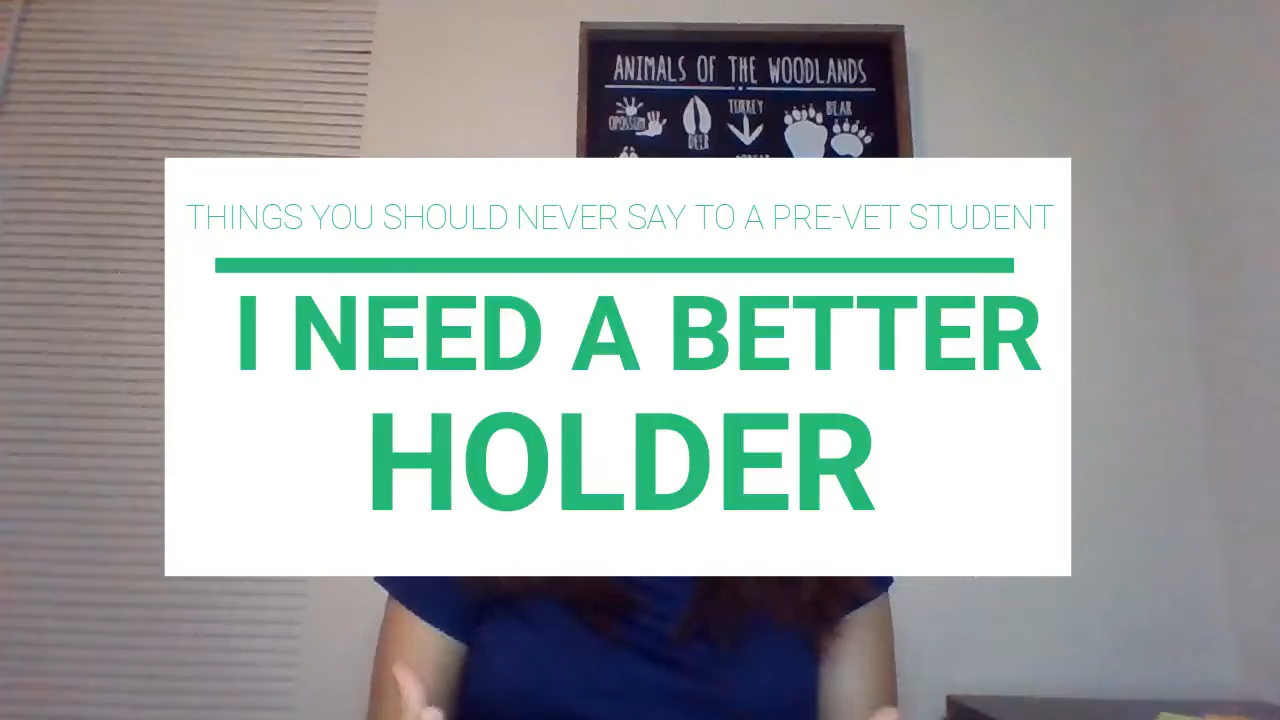 ANIMALS OF THE WOODLANDS
OPOSSUM
DEER
TURKEY
BEAR
THINGS YOU SHOULD NEVER SAY TO A PRE-VET STUDENT
I NEED A BETTER
HOLDER